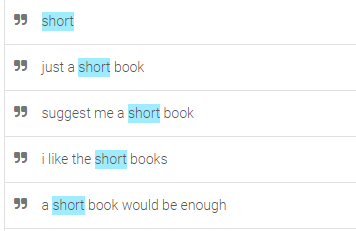 short
just a short book
suggest me a short book
i like the short books
a short book would be enough